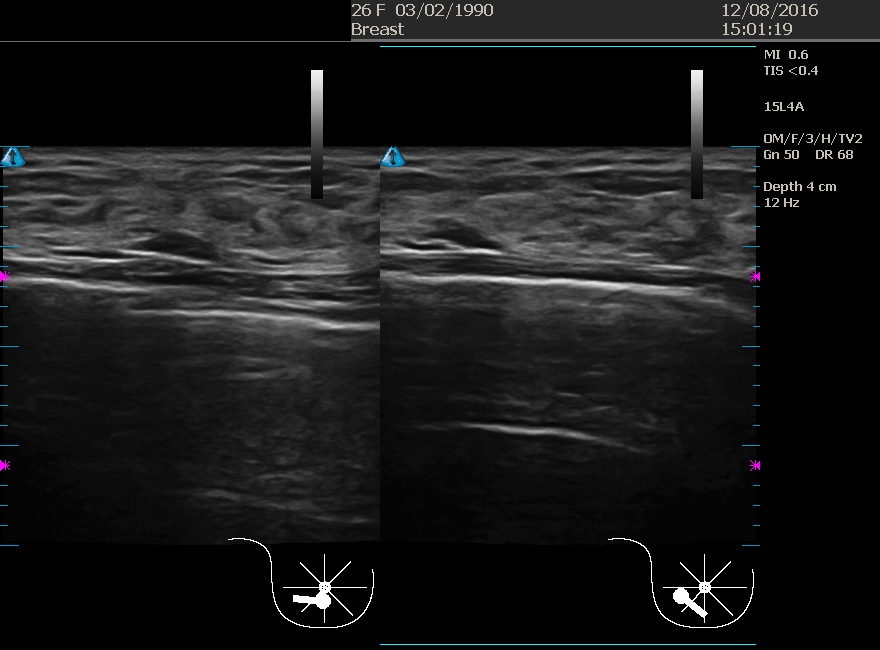 26 F 03/02/1990
12/08/2016
Breast
15:01:19
MI 0.6
TIS <0.4
15L4A
OM/F/3/H/TV2
Gn 50 DR 68
Depth 4 cm
12 Hz